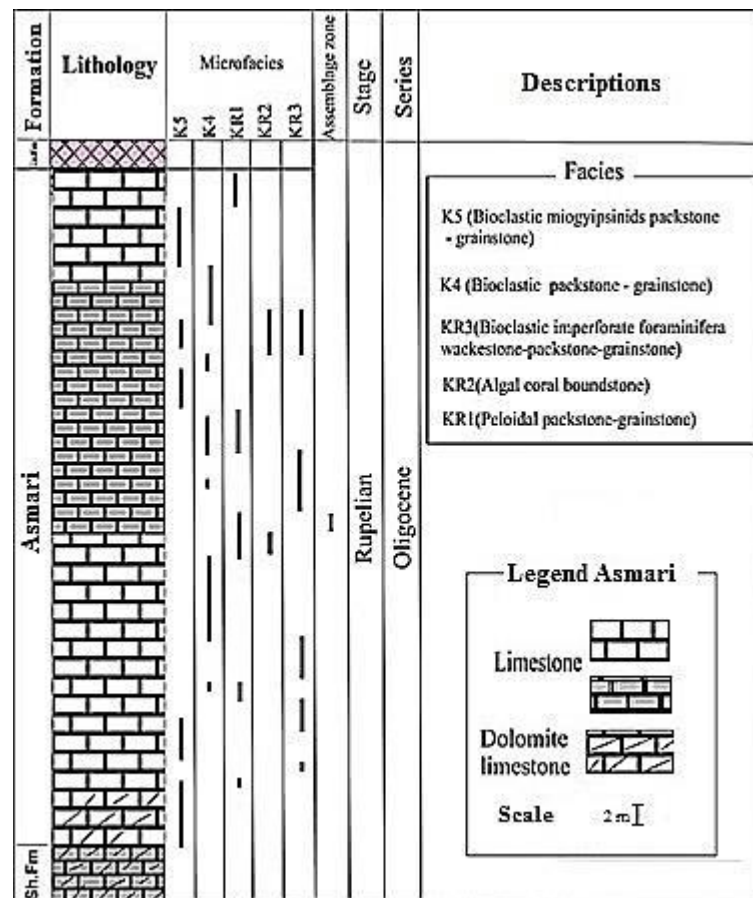 Formation
Lithology
Microfacies
K5
K4
KR1
KR2
KR3
Assemblage zone
Stage
Series
Descriptions
Asmari
Sh.Fm
I
Rupelian
Oligocene
Facies
K5 (Bioclastic miogyipsinids packstone
- grainstone)
K4 (Bioclastic packstone - grainstone)
KR3(Bioclastic imperforate foraminifera
wackestone-packstone-grainstone)
KR2(Algal coral boundstone)
KR1(Peloidal packstone-grainstone)
Legend Asmari
Limestone
Dolomite
limestone
Scale 2 m